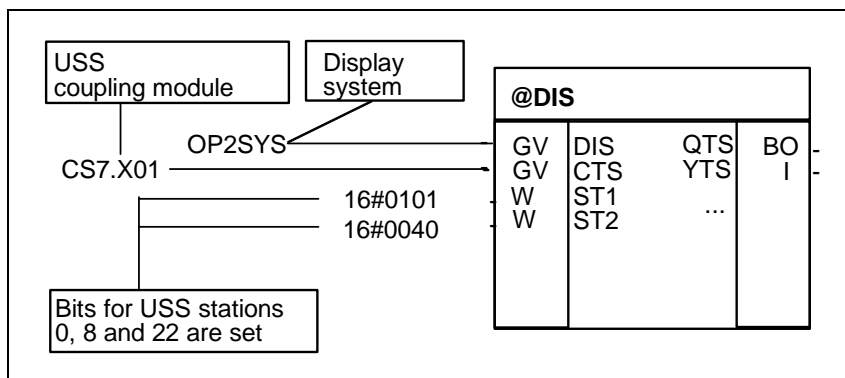 USS
coupling module
Display
system
@DIS
OP2SYS
GV DIS QTS BO -
CS7.X01
GV CTS YTS I -
16#0101
W ST1
...
16#0040
W ST2
Bits for USS stations
0, 8 and 22 are set